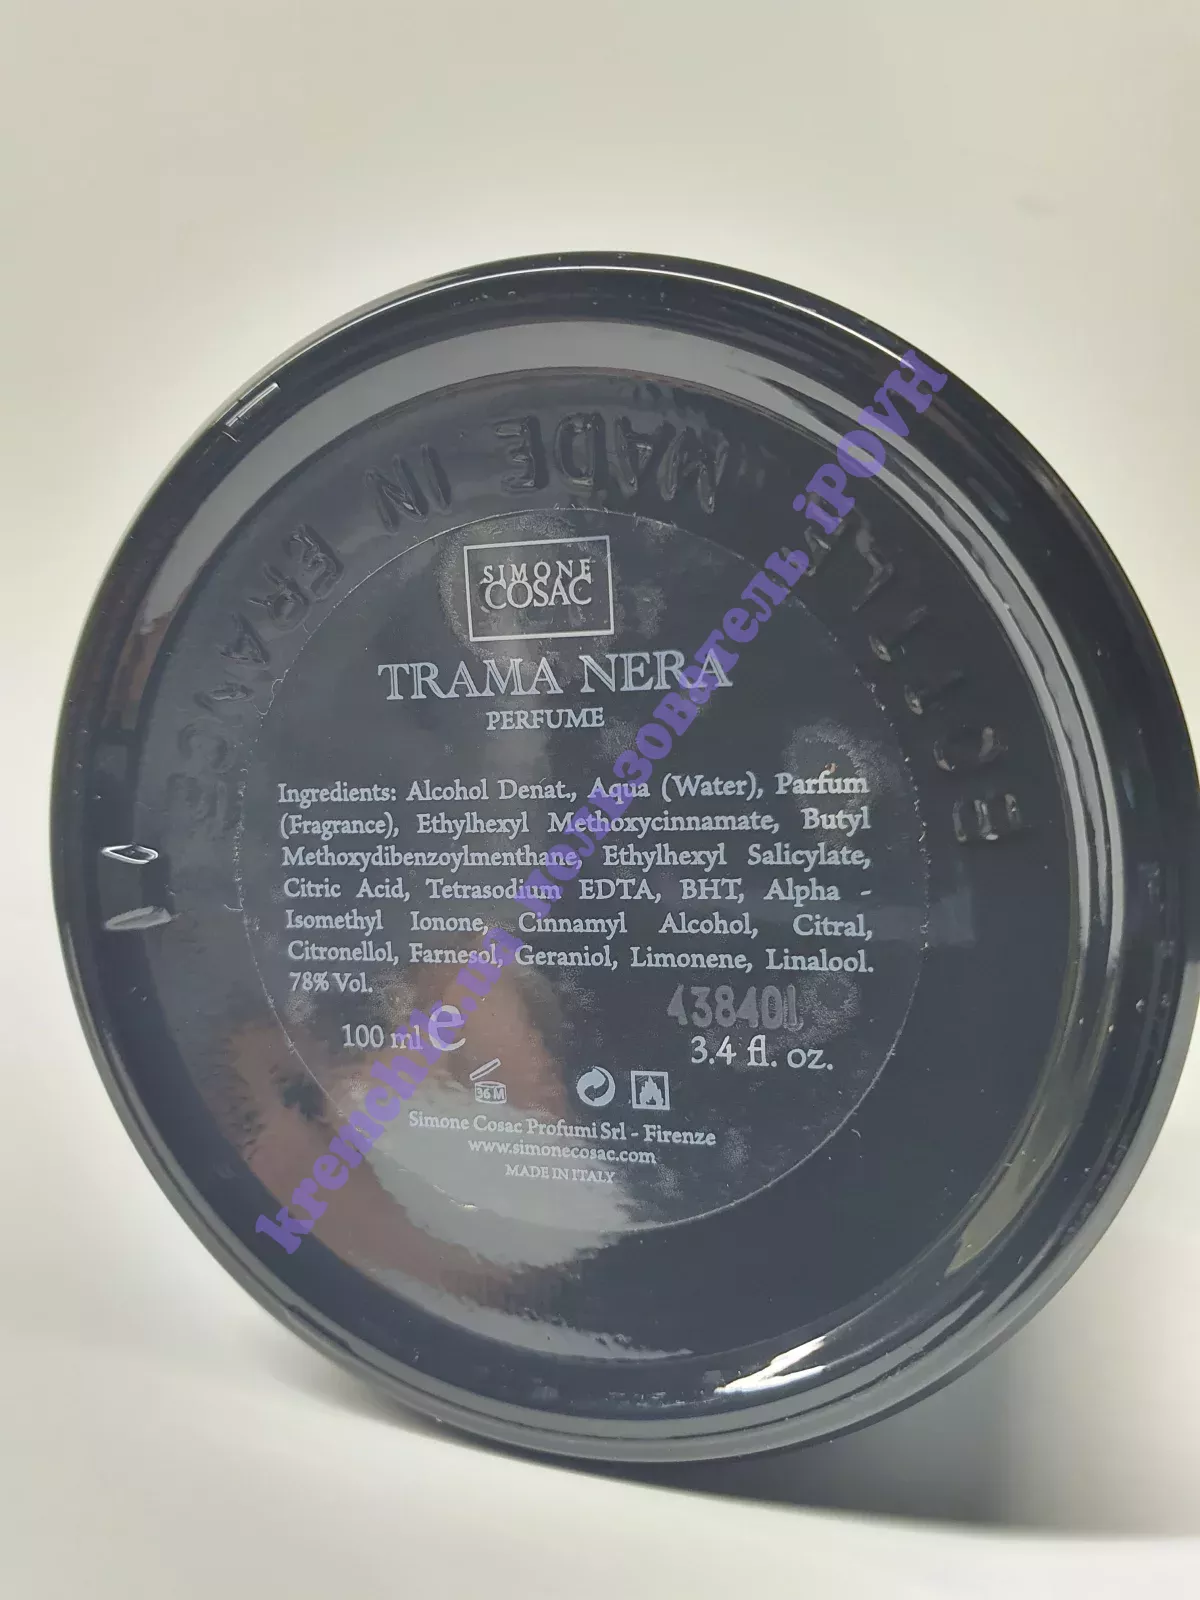 BOTTLE MADE IN FRANCE
SIMONE
COSAC
TRAMA NERA
PERFUME
Ingredients: Alcohol Denat., Aqua (Water), Parfum
(Fragrance), Ethylhexyl Methoxycinnamate, Butyl
Methoxydibenzoylmenthane, Ethylhexyl Salicylate,
Citric Acid, Tetrasodium EDTA, BHT, Alpha -
Isomethyl Ionone, Cinnamyl Alcohol, Citral,
Citronellol, Farnesol, Geraniol, Limonene, Linalool.
78% Vol.
438401
100 ml e 3.4 fl. oz.
36 M
Simone Cosac Profumi Srl - Firenze
www.simonecosac.com
MADE IN ITALY
kremchik.ua пользователь iPOVH